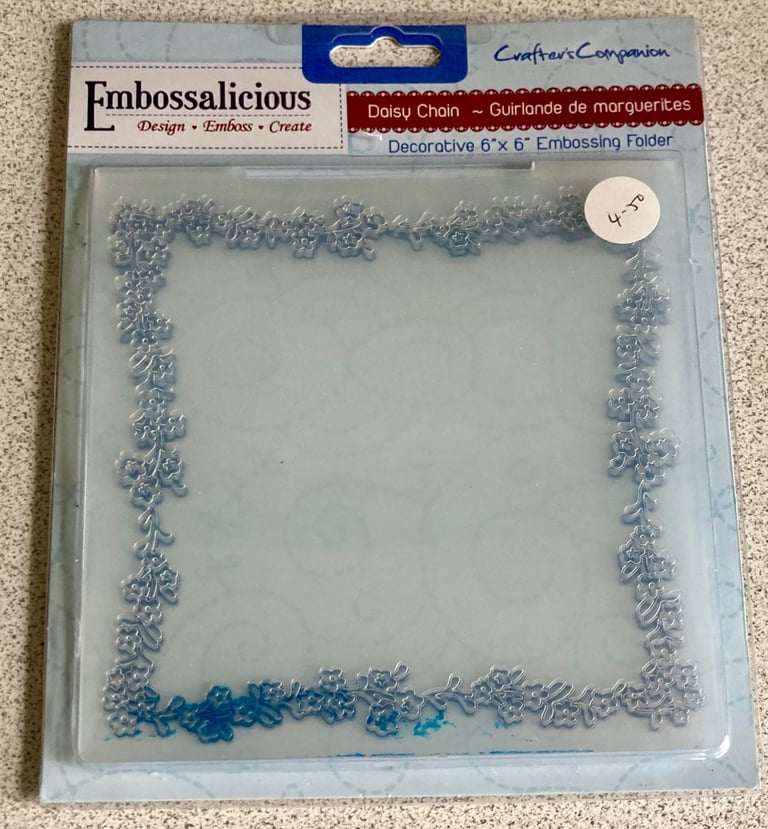 Crafter's Companion
Embossalicious
Design • Emboss • Create
Daisy Chain ~ Guirlande de marguerites
Decorative 6"x 6" Embossing Folder
4-50